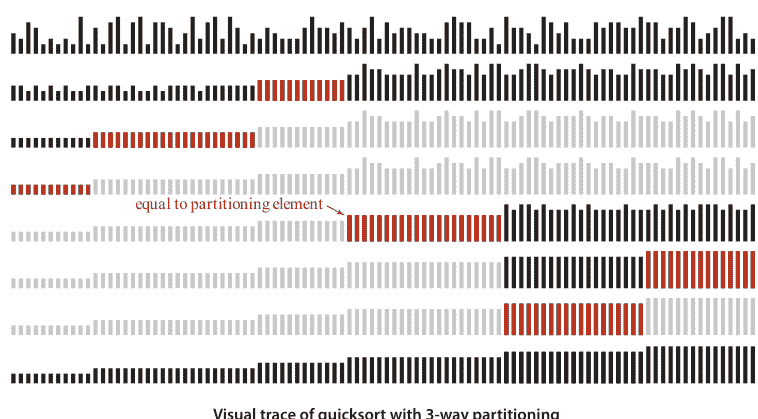 equal to partitioning element
Visual trace of quicksort with 3-way partitioning